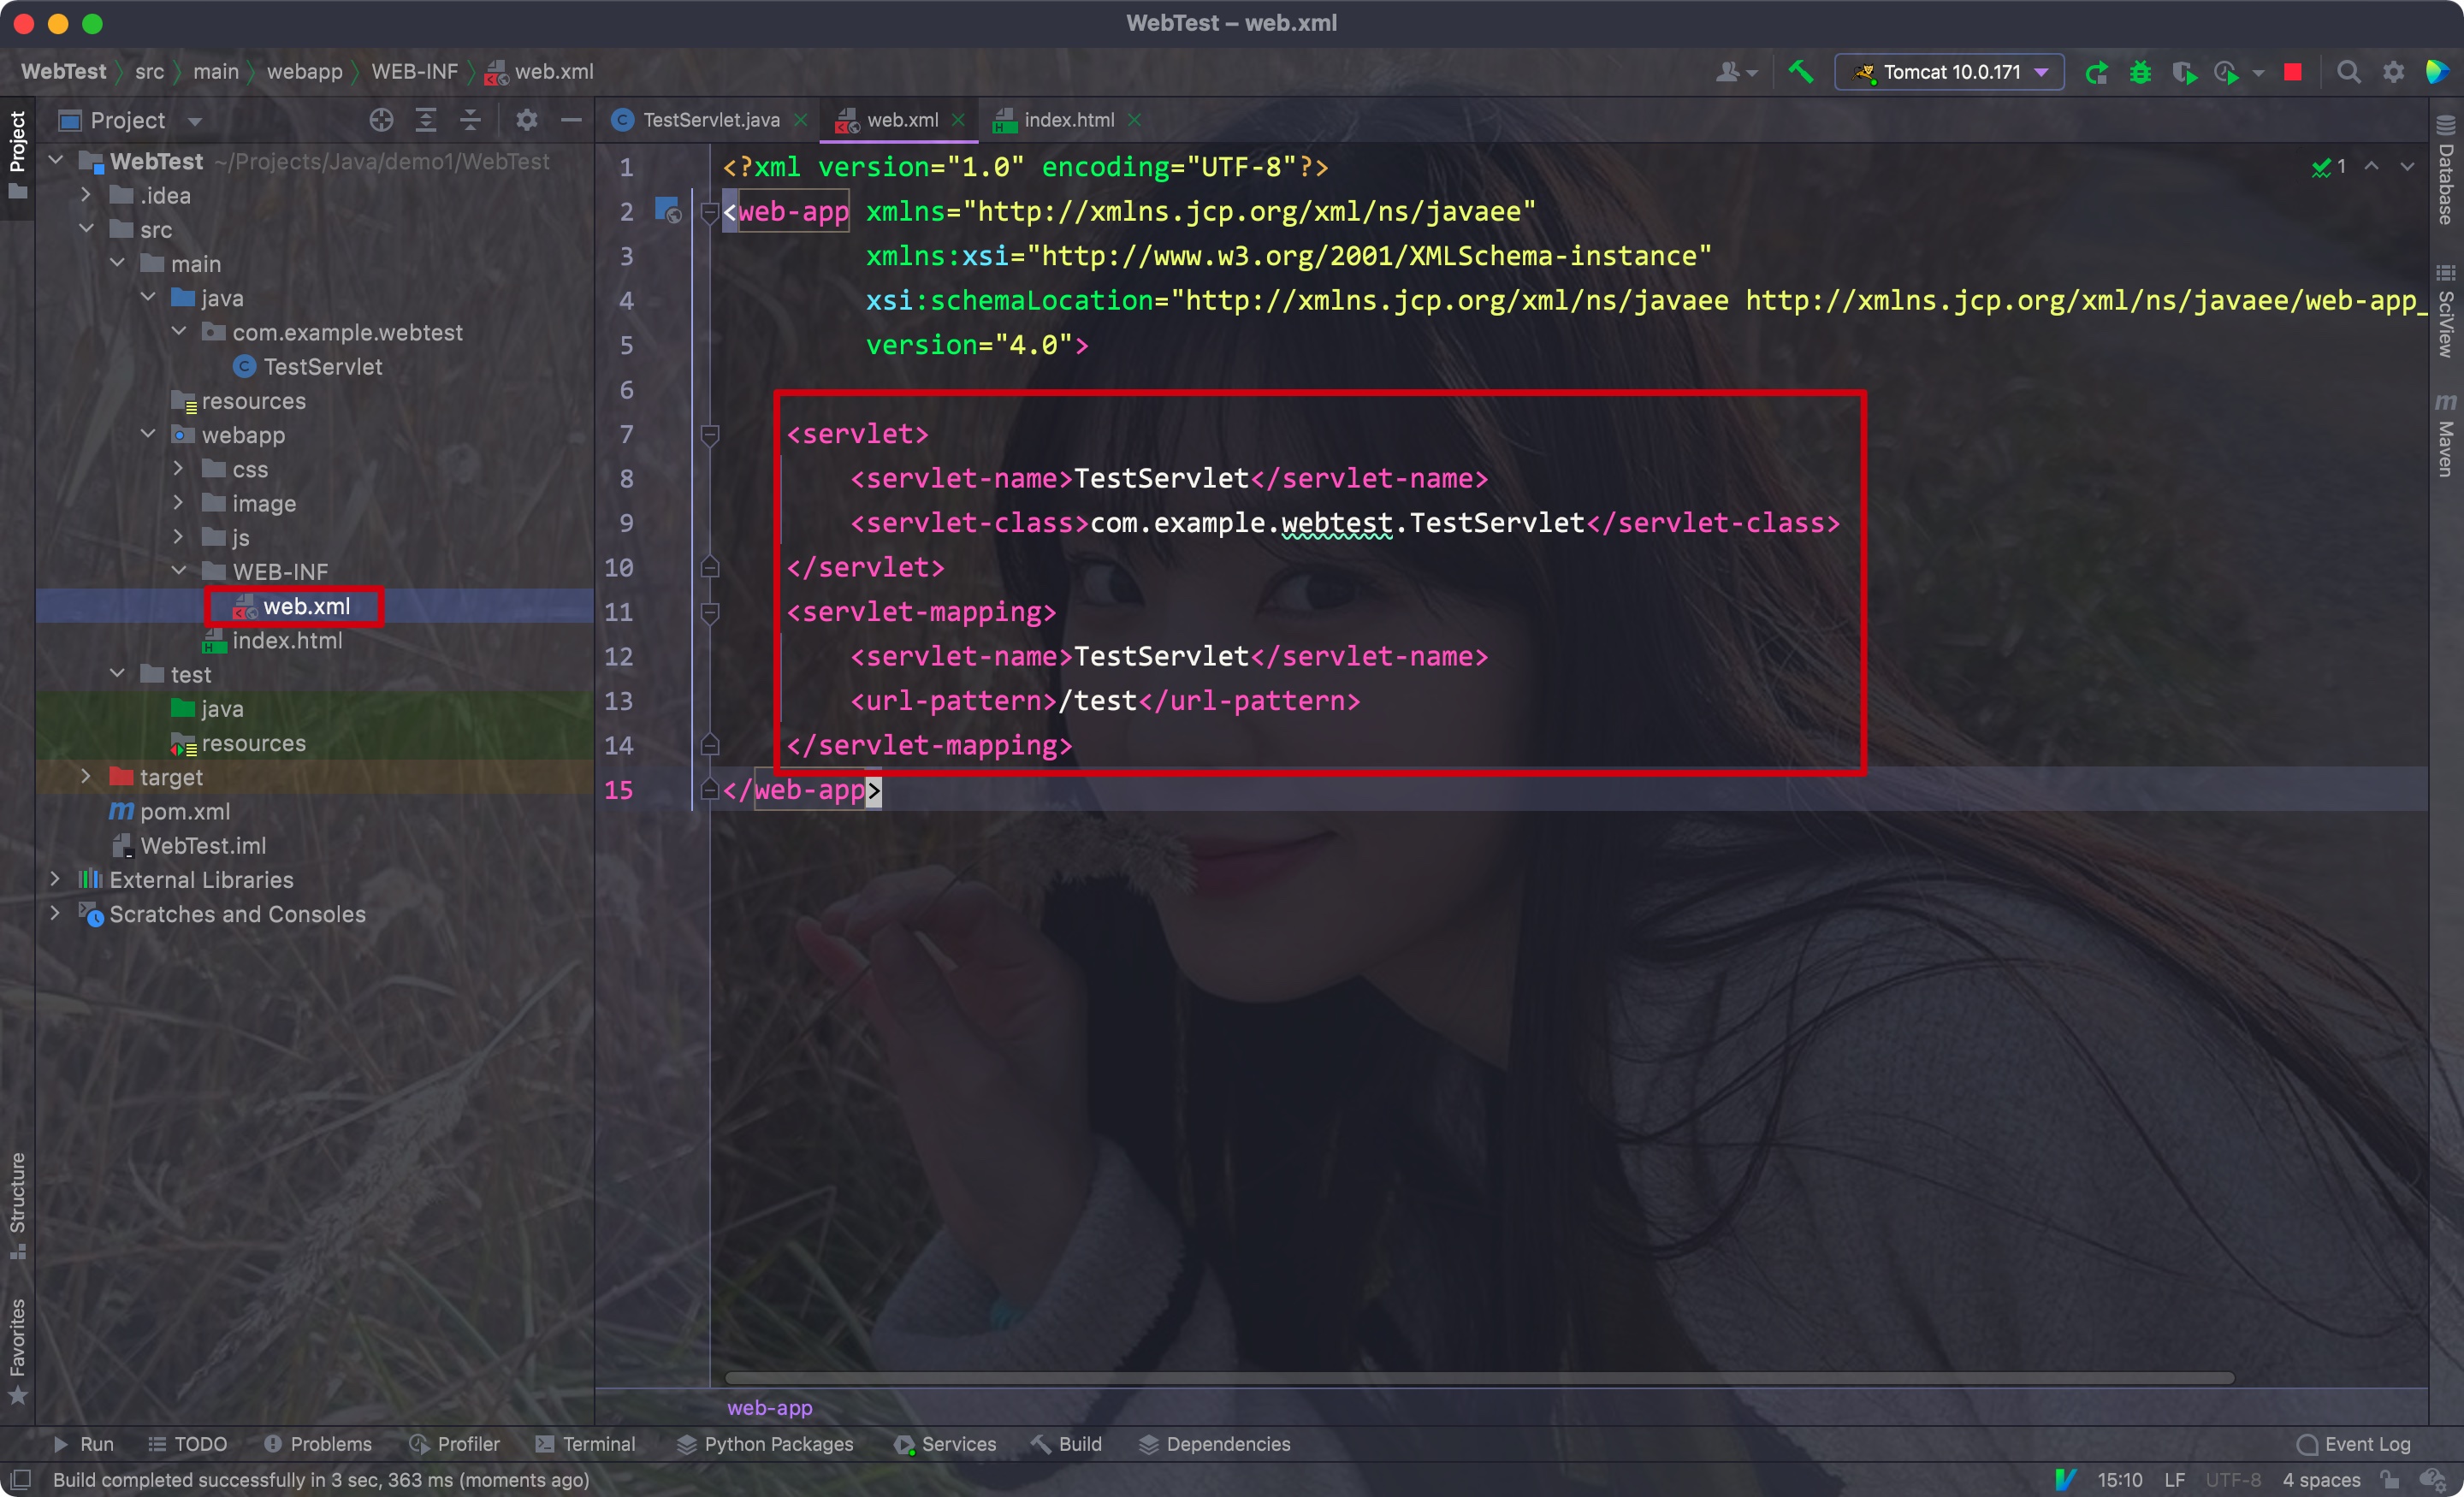 WebTest – web.xml
WebTest src main webapp WEB-INF web.xml
Tomcat 10.0.171
Project
Project
TestServlet.java
web.xml
index.html
WebTest ~/Projects/Java/demo1/WebTest
.idea
src
main
java
com.example.webtest
TestServlet
resources
webapp
css
image
js
WEB-INF
web.xml
index.html
test
java
resources
target
pom.xml
WebTest.iml
External Libraries
Scratches and Consoles
1 <?xml version="1.0" encoding="UTF-8"?>
2 <web-app xmlns="http://xmlns.jcp.org/xml/ns/javaee"
3 xmlns:xsi="http://www.w3.org/2001/XMLSchema-instance"
4 xsi:schemaLocation="http://xmlns.jcp.org/xml/ns/javaee http://xmlns.jcp.org/xml/ns/javaee/web-app_
5 version="4.0">
6
7 <servlet>
8 <servlet-name>TestServlet</servlet-name>
9 <servlet-class>com.example.webtest.TestServlet</servlet-class>
10 </servlet>
11 <servlet-mapping>
12 <servlet-name>TestServlet</servlet-name>
13 <url-pattern>/test</url-pattern>
14 </servlet-mapping>
15 </web-app>
1
Database
SciView
Maven
Structure
Favorites
web-app
Run
TODO
Problems
Profiler
Terminal
Python Packages
Services
Build
Dependencies
Event Log
Build completed successfully in 3 sec, 363 ms (moments ago)
15:10
LF
UTF-8
4 spaces